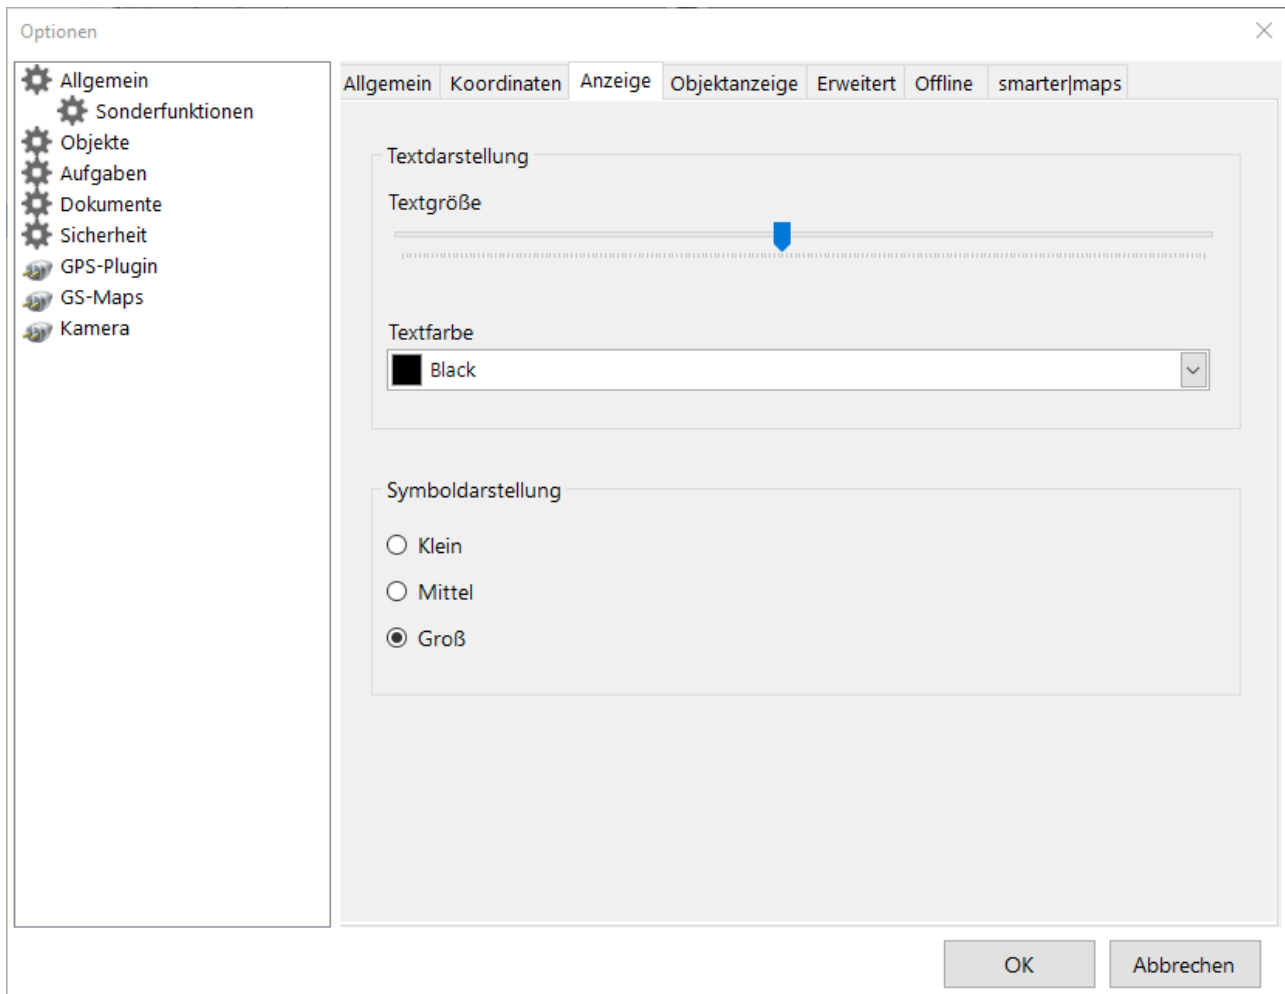 Optionen
Allgemein
Sonderfunktionen
Objekte
Aufgaben
Dokumente
Sicherheit
GPS-Plugin
GS-Maps
Kamera
Allgemein Koordinaten Anzeige Objektanzeige Erweitert Offline smarter|maps
Textdarstellung
Textgröße
Textfarbe
Black
Symboldarstellung
Klein
Mittel
Groß
OK Abbrechen